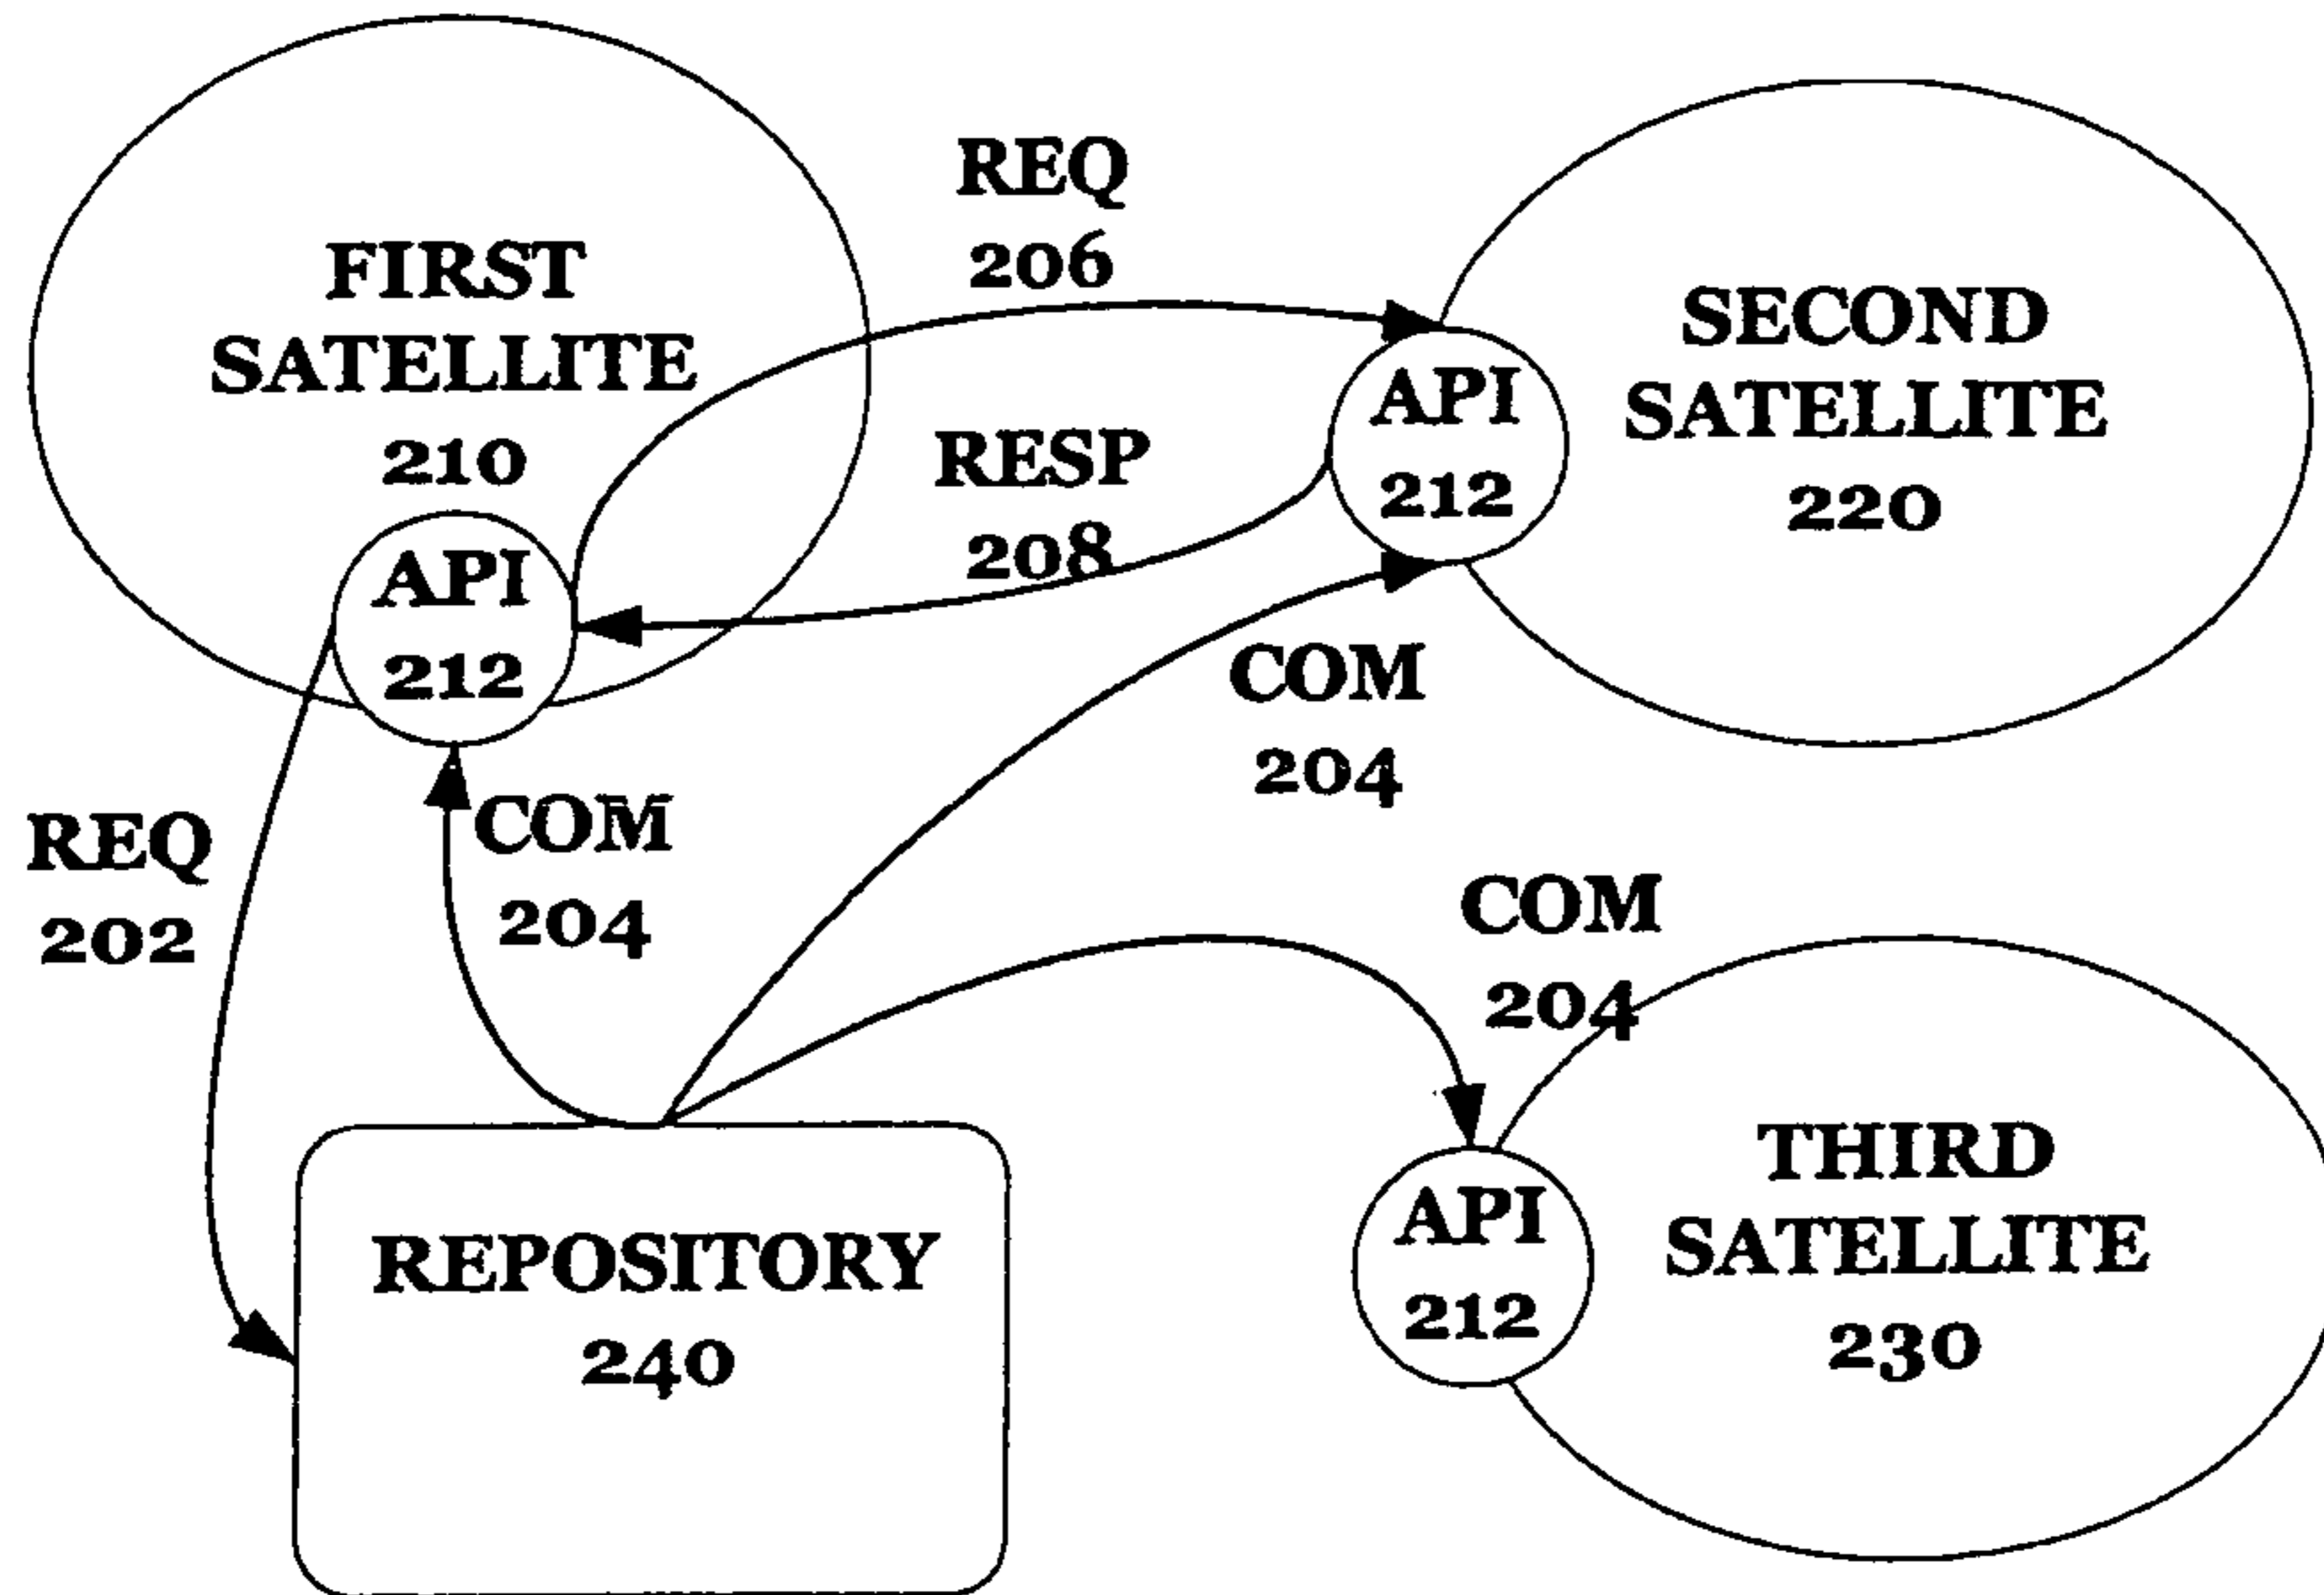 REQ
206
FIRST
SATELLITE
210
SECOND
SATELLITE
220
API
212
RESP
208
API
212
COM
204
COM
204
REQ
202
COM
204
THIRD
SATELLITE
230
API
212
REPOSITORY
240